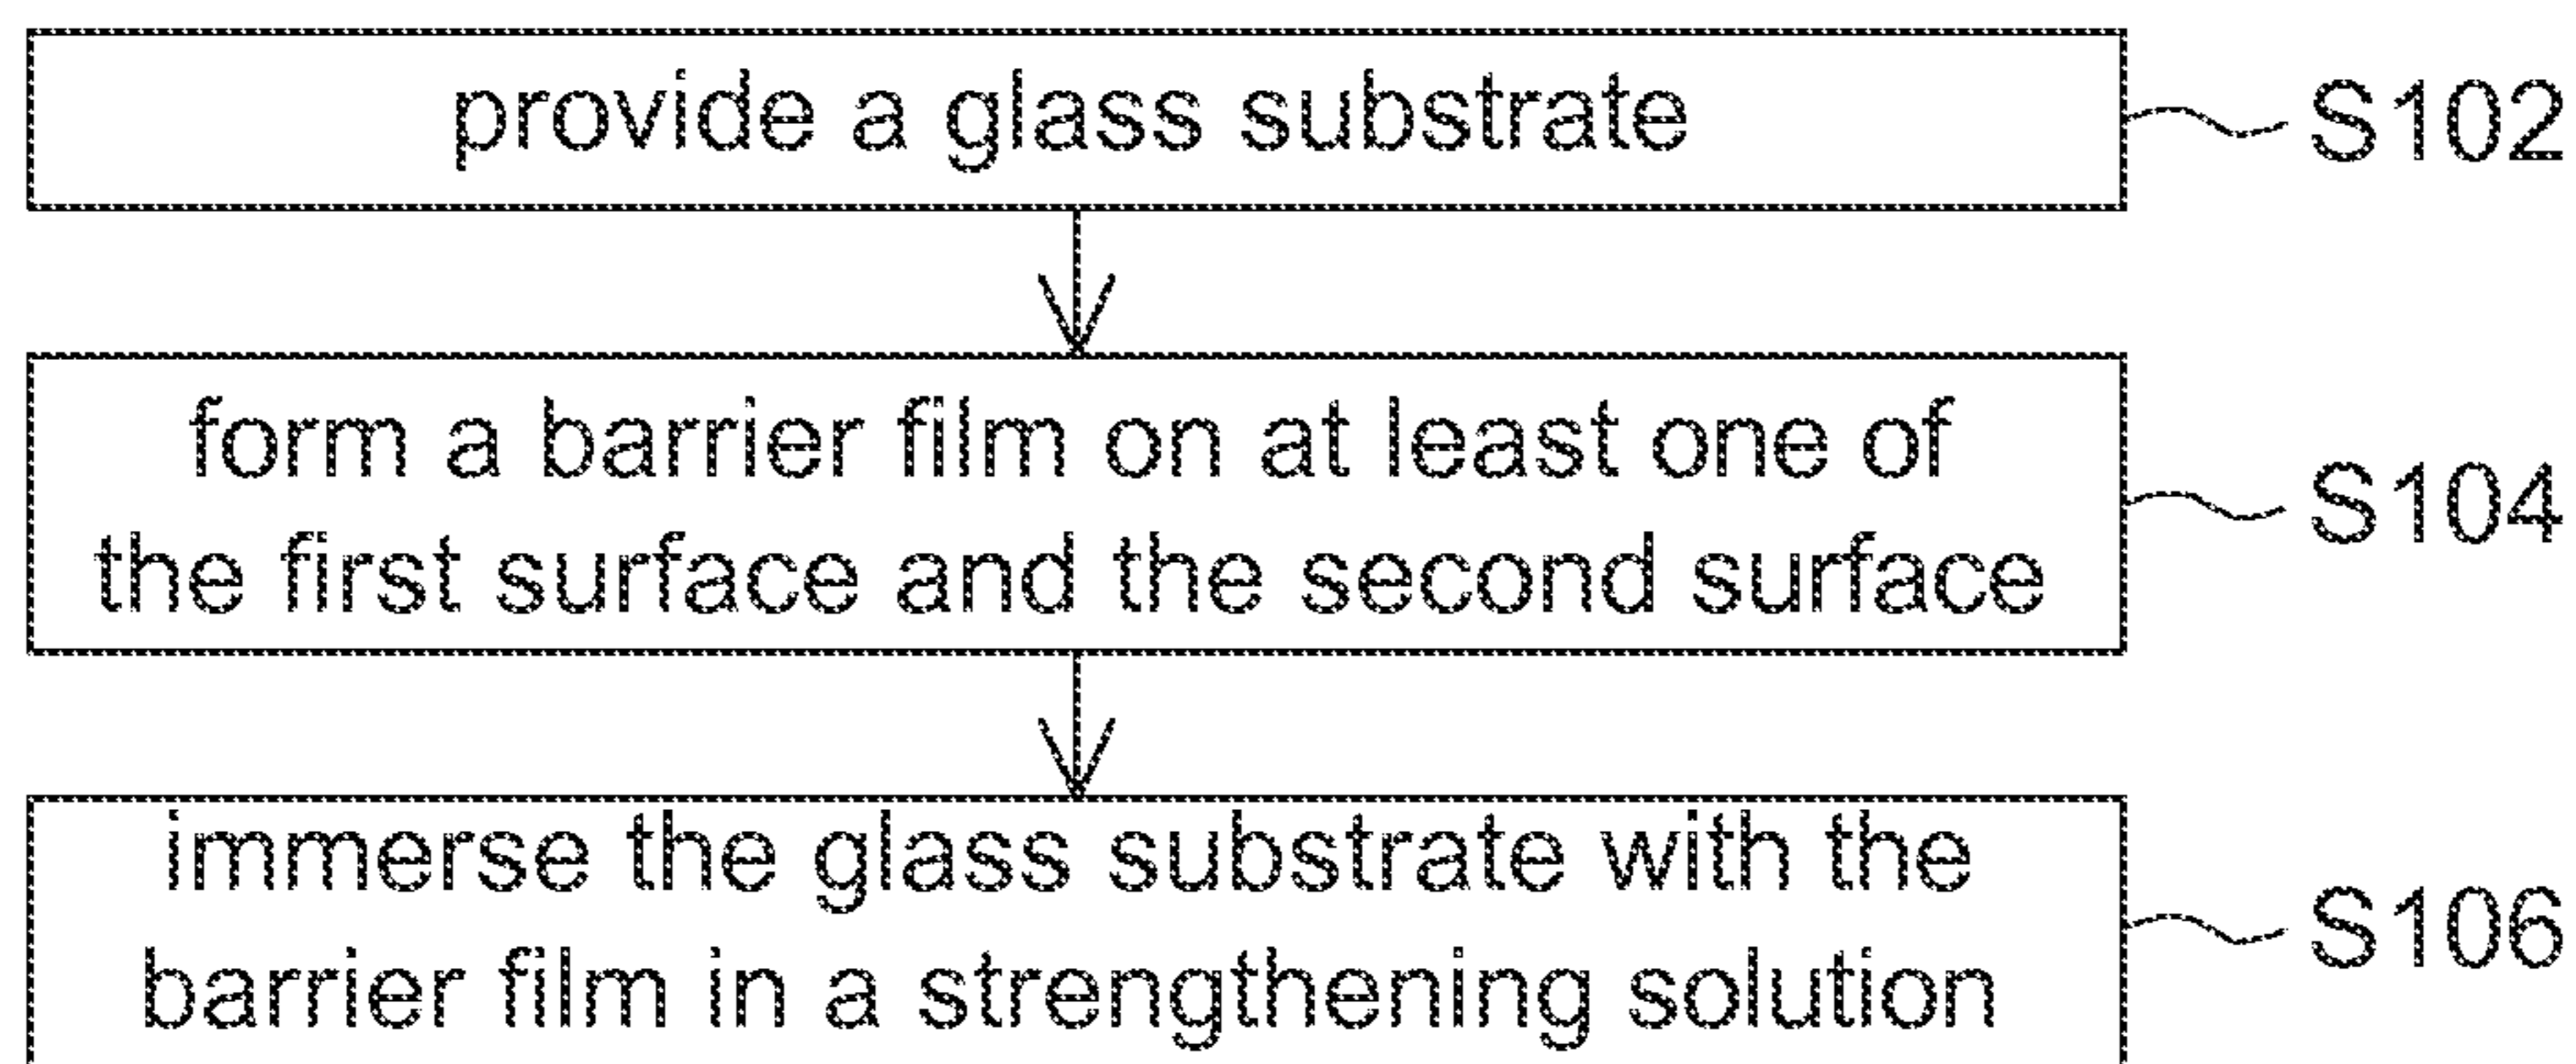 provide a glass substrate
S102
form a barrier film on at least one of
the first surface and the second surface
S104
immerse the glass substrate with the
barrier film in a strengthening solution
S106